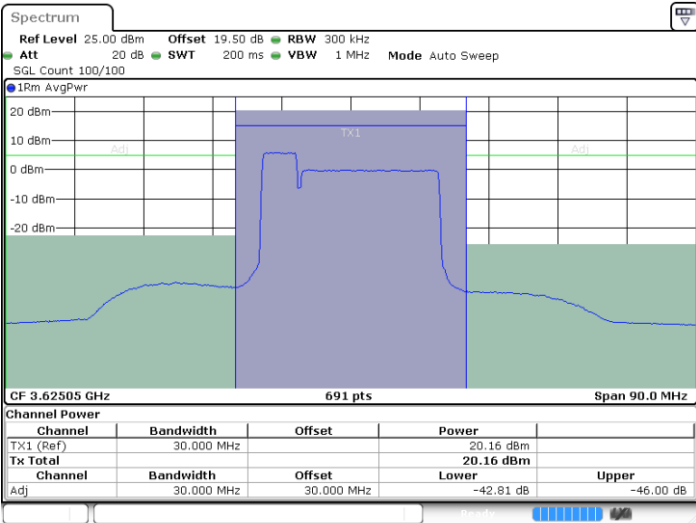 Spectrum
Ref Level 25.00 dBm Offset 19.50 dB RBW 300 kHz
Att 20 dB SWT 200 ms VBW 1 MHz Mode Auto Sweep
SGL Count 100/100
1Rm AvgPwr
20 dBm
TX1
10 dBm
Adj Adj
0 dBm
-10 dBm
-20 dBm
CF 3.62505 GHz 691 pts Span 90.0 MHz
Channel Power
Channel Bandwidth Offset Power
TX1 (Ref) 30.000 MHz 20.16 dBm
Tx Total 20.16 dBm
Channel Bandwidth Offset Lower Upper
Adj 30.000 MHz 30.000 MHz -42.81 dB -46.00 dB
Ready